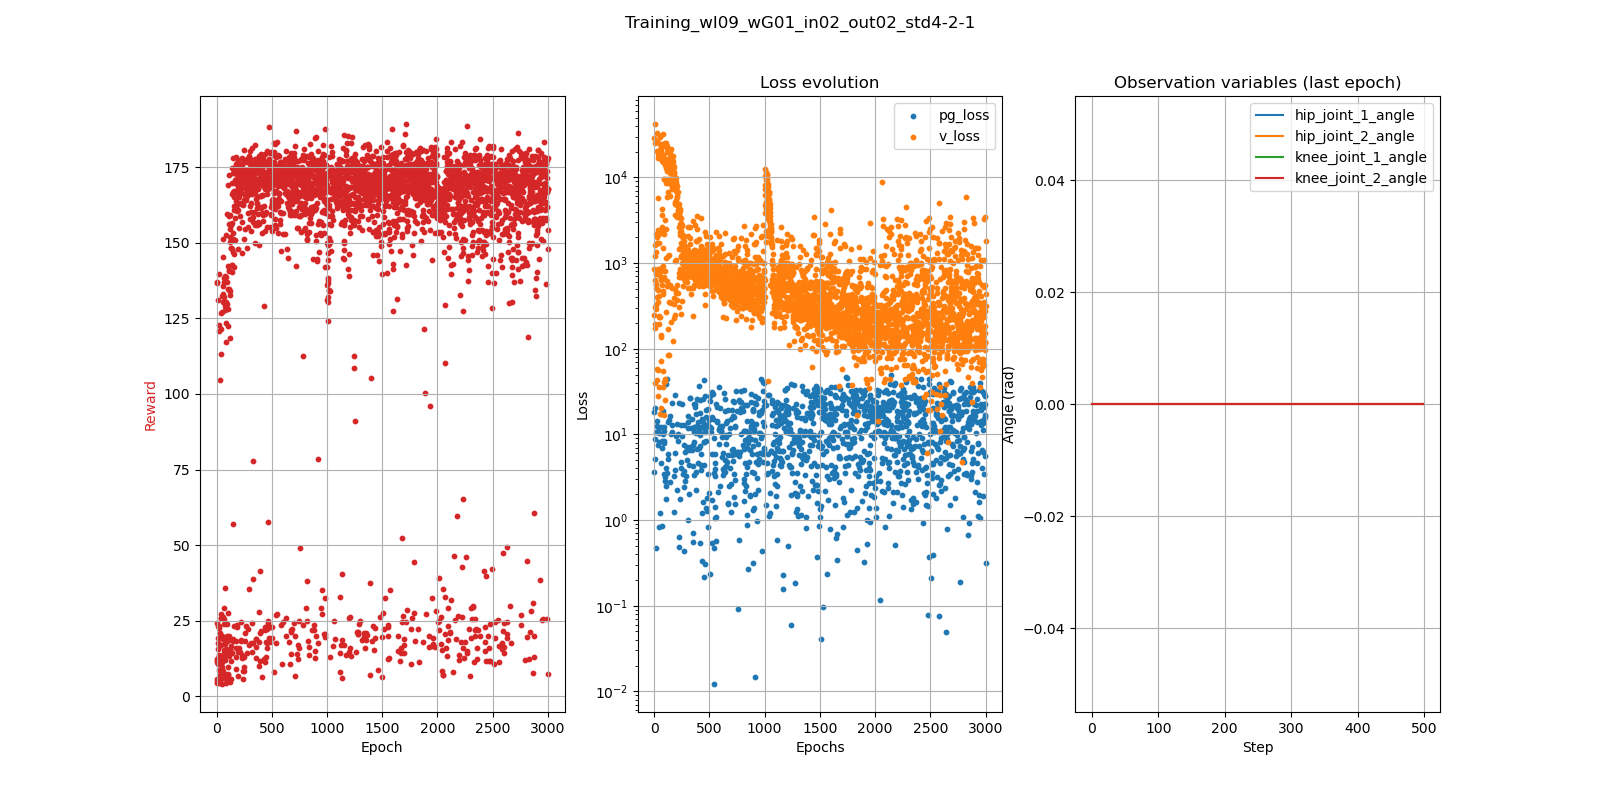 Training_wI09_wG01_in02_out02_std4-2-1
Reward
175
150
125
100
75
50
25
0
0 500 1000 1500 2000 2500 3000
Epoch
Loss evolution
pg_loss
v_loss
Loss
10^4
10^3
10^2
10^1
10^0
10^-1
10^-2
0 500 1000 1500 2000 2500 3000
Epochs
Observation variables (last epoch)
hip_joint_1_angle
hip_joint_2_angle
knee_joint_1_angle
knee_joint_2_angle
Angle (rad)
0.04
0.02
0.00
−0.02
−0.04
0 100 200 300 400 500
Step